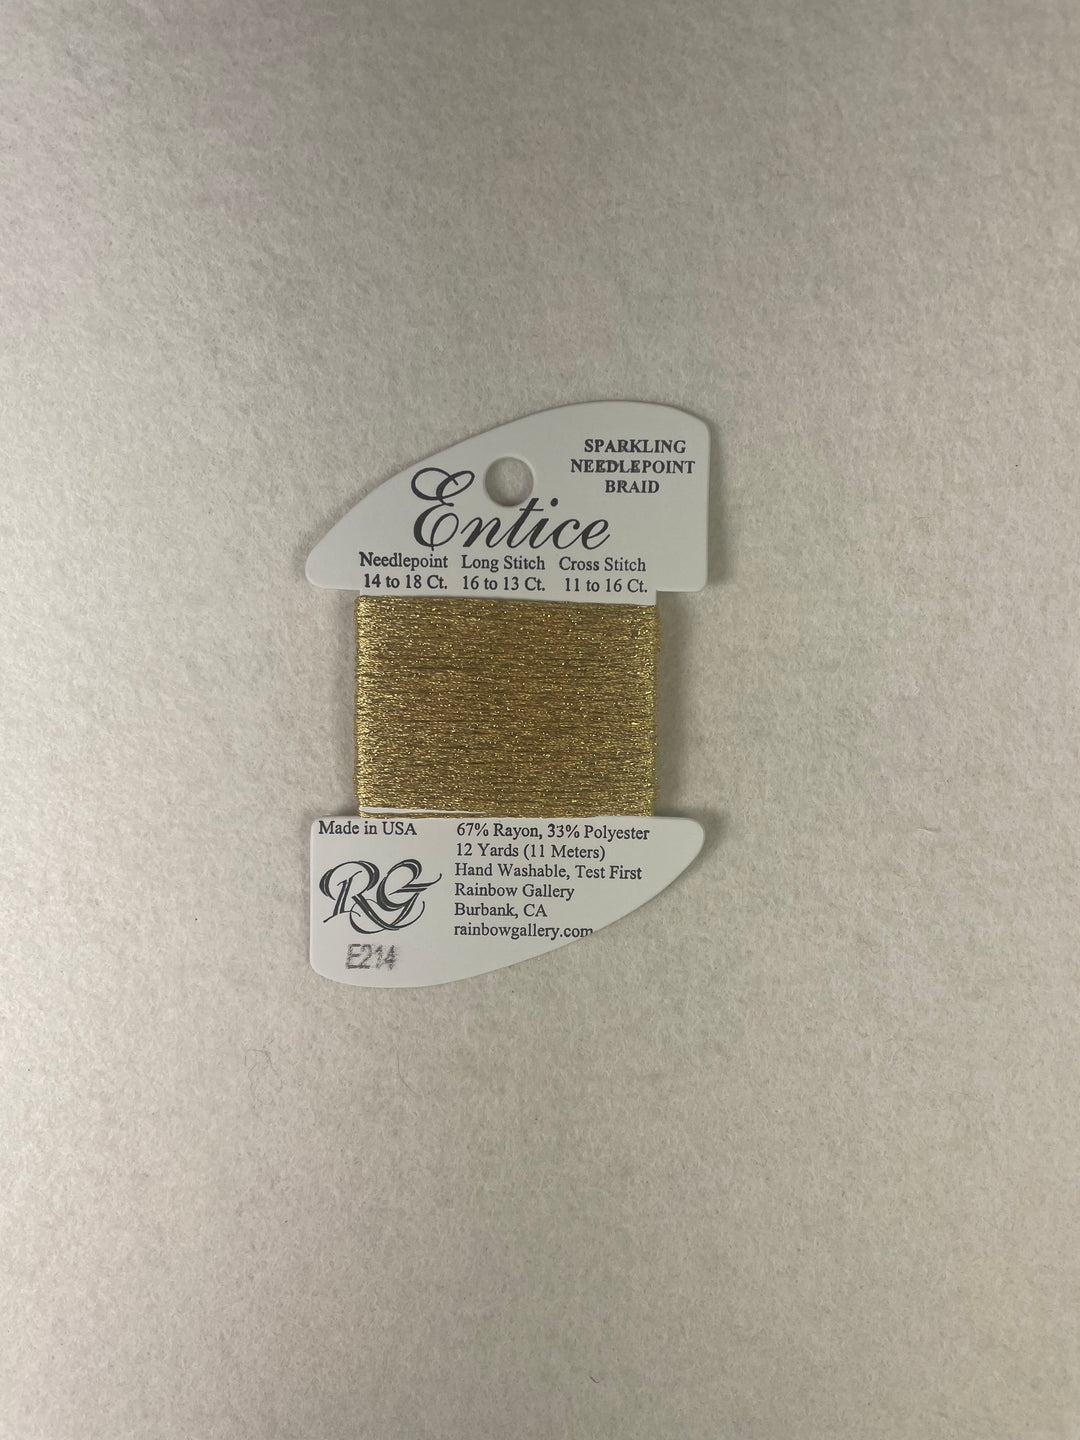 SPARKLING
NEEDLEPOINT
BRAID
Entice
Needlepoint Long Stitch Cross Stitch
14 to 18 Ct. 16 to 13 Ct. 11 to 16 Ct.
Made in USA
67% Rayon, 33% Polyester
12 Yards (11 Meters)
Hand Washable, Test First
Rainbow Gallery
Burbank, CA
rainbowgallery.com
RG
E214